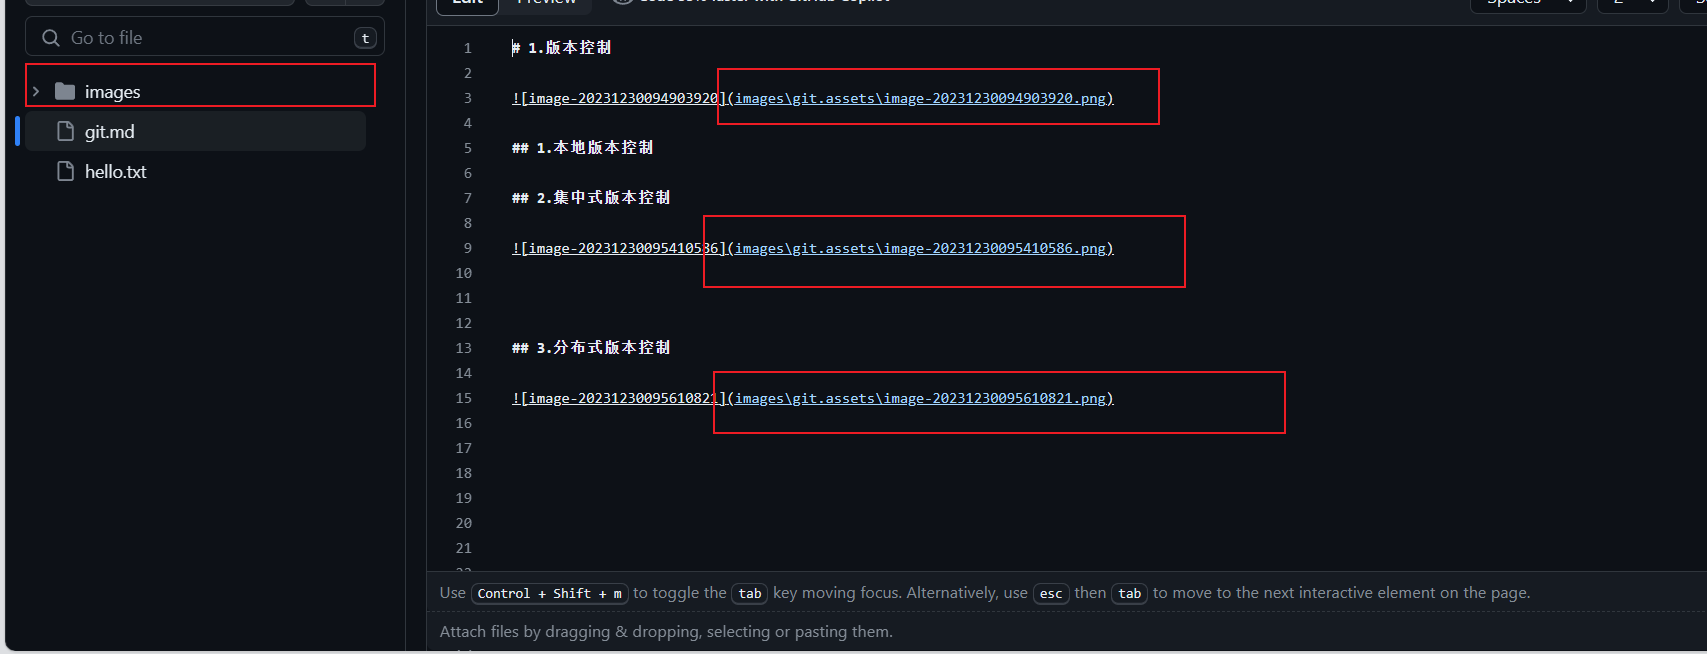 Go to file
t
images
git.md
hello.txt
Edit
Preview
Spaces
2
1 # 1.版本控制
2
3 ![image-20231230094903920](images\git.assets\image-20231230094903920.png)
4
5 ## 1.本地版本控制
6
7 ## 2.集中式版本控制
8
9 ![image-20231230095410586](images\git.assets\image-20231230095410586.png)
10
11
12
13 ## 3.分布式版本控制
14
15 ![image-20231230095610821](images\git.assets\image-20231230095610821.png)
16
17
18
19
20
21
Use Control + Shift + m to toggle the tab key moving focus. Alternatively, use esc then tab to move to the next interactive element on the page.
Attach files by dragging & dropping, selecting or pasting them.